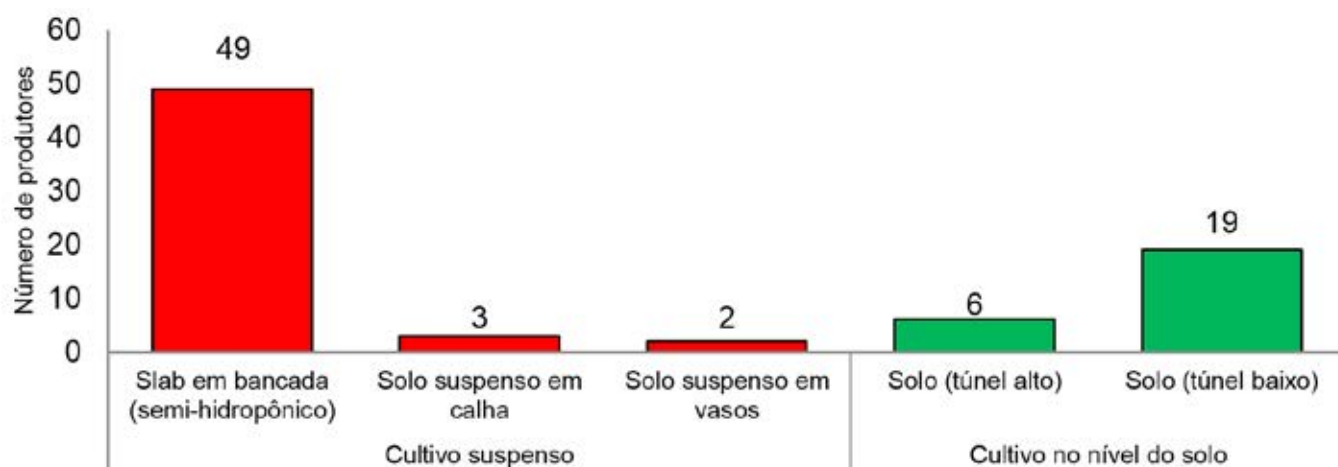 Número de produtores
60
50
40
30
20
10
0
49
3
2
6
19
Slab em bancada
(semi-hidropônico)
Solo suspenso em
calha
Solo suspenso em
vasos
Solo (túnel alto)
Solo (túnel baixo)
Cultivo suspenso
Cultivo no nível do solo